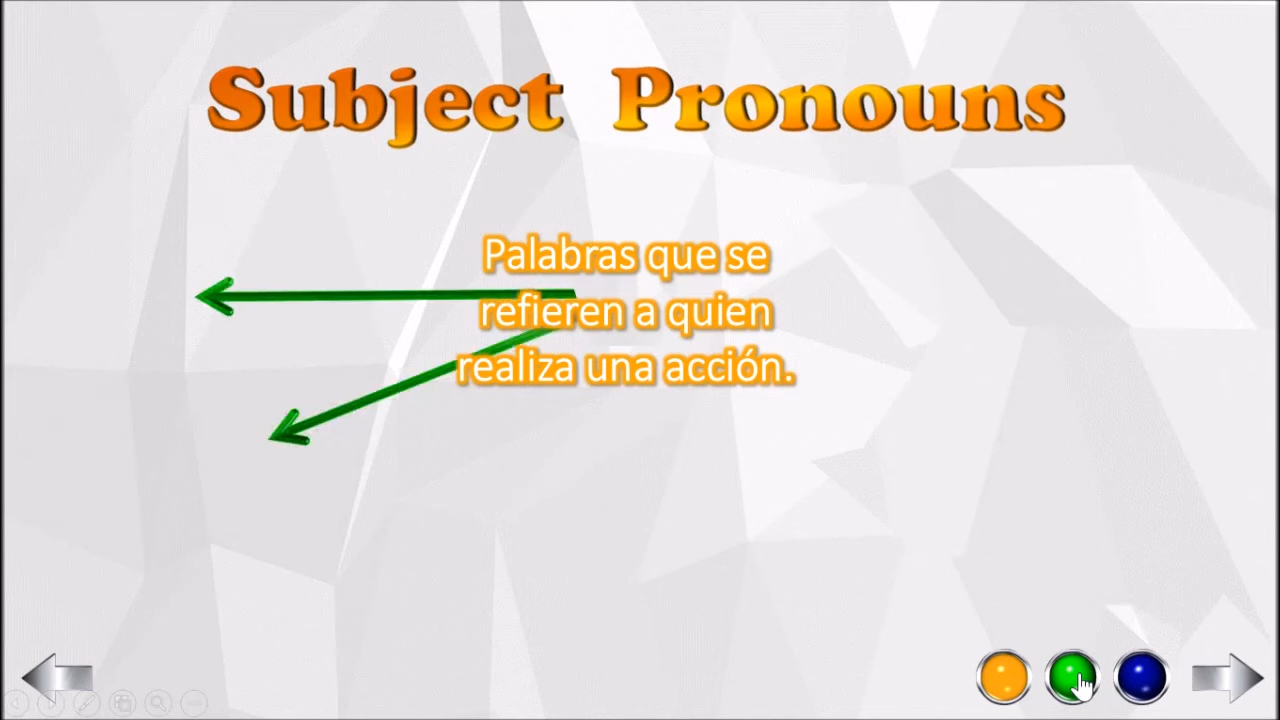 Subject Pronouns
Palabras que se
refieren a quien
realiza una acción.